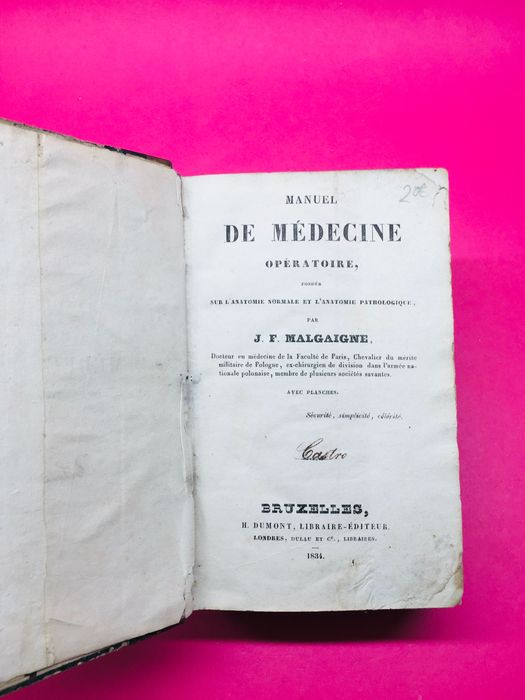 MANUEL
20€
DE MÉDECINE
OPÉRATOIRE,
FONDÉE
SUR L'ANATOMIE NORMALE ET L'ANATOMIE PATHOLOGIQUE,
PAR
J. F. MALGAIGNE,
Docteur en médecine de la Faculté de Paris, Chevalier du mérite
militaire de Pologne, ex-chirurgien de division dans l'armée na-
tionale polonaise, membre de plusieurs sociétés savantes.
AVEC PLANCHES.
Sécurité, simplicité, célérité.
Castro
BRUXELLES,
H. DUMONT, LIBRAIRE-ÉDITEUR.
LONDRES, DULAU ET Cᵉ, LIBRAIRES.
1834.